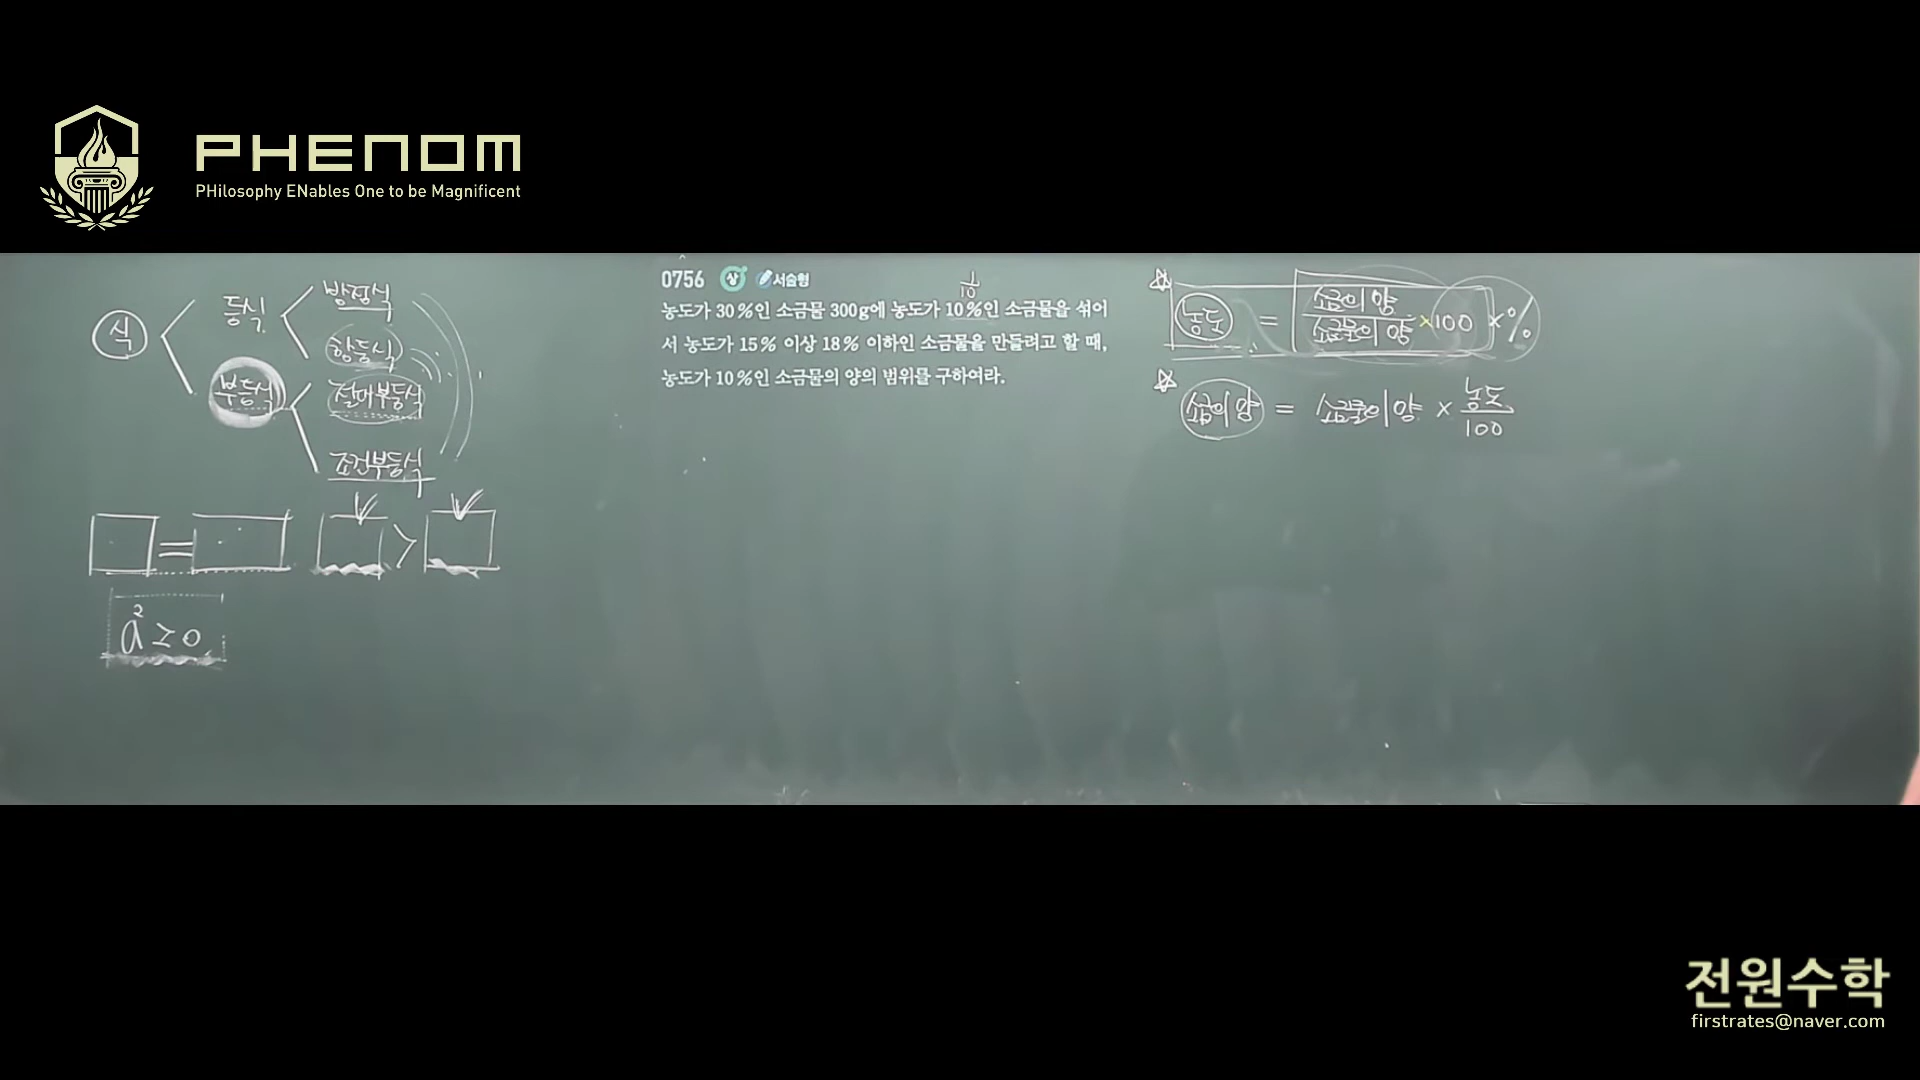 PHENOM
PHilosophy ENables One to be Magnificent
식
등식
방정식
항등식
부등식
절대부등식
조건부등식
□ = □ □ > □
a² ≥ 0
0756 상 서술형
1/10
농도가 30%인 소금물 300g에 농도가 10%인 소금물을 섞어
서 농도가 15% 이상 18% 이하인 소금물을 만들려고 할 때,
농도가 10%인 소금물의 양의 범위를 구하여라.
☆ 농도 = 소금의 양/소금물의 양 ×100 × %
☆ 소금의 양 = 소금물의 양 × 농도/100
전원수학
firstrates@naver.com